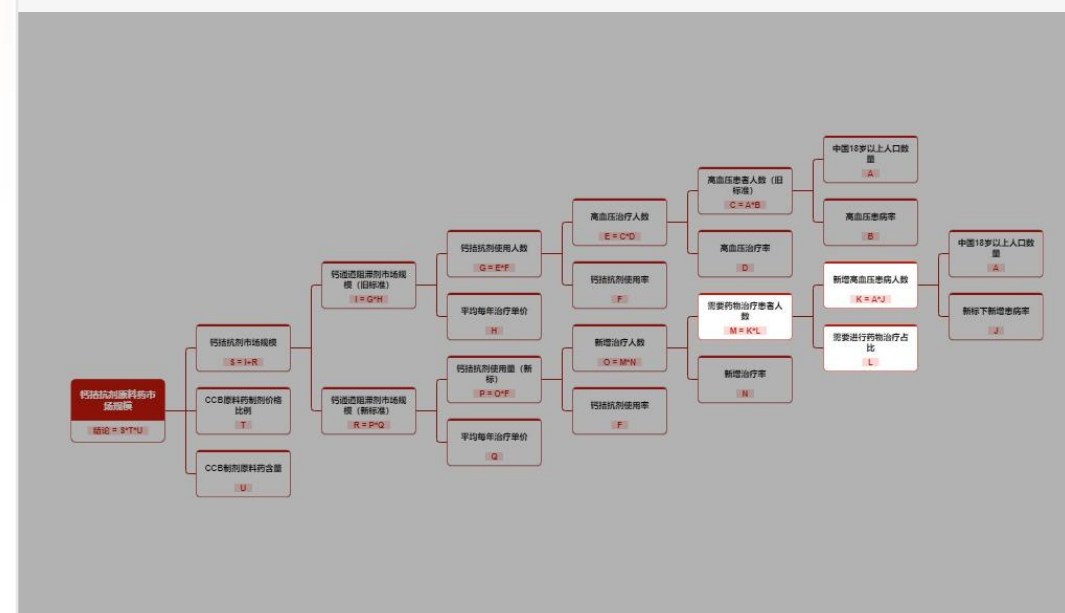 中国18岁以上人口数
量
A
高血压患者人数（旧
标准）
C = A*B
高血压治疗人数
E = C*D
高血压患病率
B
钙拮抗剂使用人数
G = E*F
高血压治疗率
D
中国18岁以上人口数
量
A
钙通道阻滞剂市场规
模（旧标准）
I = G*H
钙拮抗剂使用率
F
新增高血压患病人数
K = A*J
平均每年治疗单价
H
需要药物治疗患者人
数
M = K*L
新标下新增患病率
J
钙拮抗剂市场规模
S = I+R
新增治疗人数
O = M*N
需要进行药物治疗占
比
L
钙拮抗剂原料药市
场规模
结论 = S*T*U
CCB原料药制剂价格
比例
T
钙通道阻滞剂市场规
模（新标准）
R = P*Q
钙拮抗剂使用量（新
标）
P = O*F
新增治疗率
N
钙拮抗剂使用率
F
平均每年治疗单价
Q
CCB制剂原料药含量
U